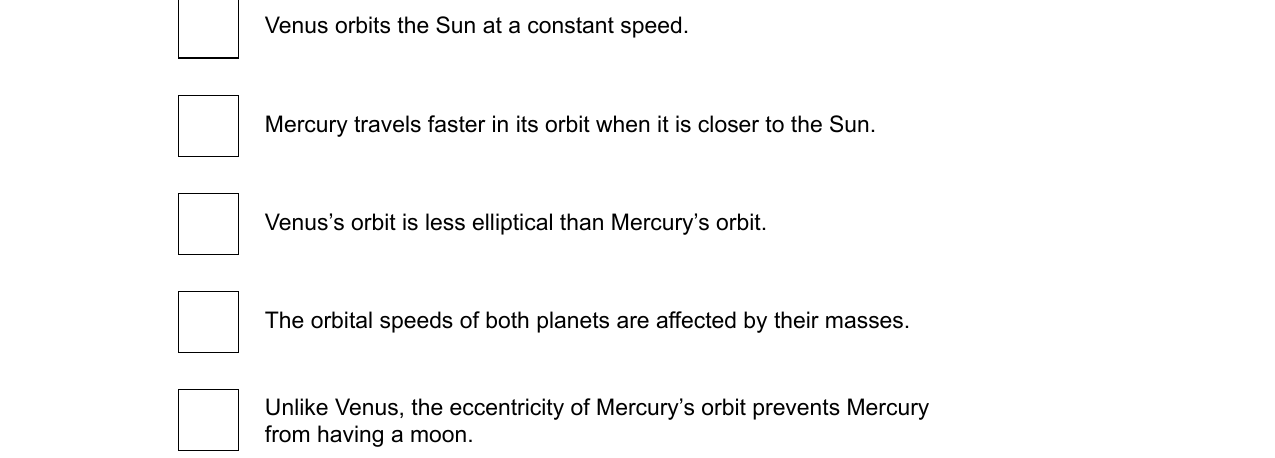 Venus orbits the Sun at a constant speed.
Mercury travels faster in its orbit when it is closer to the Sun.
Venus’s orbit is less elliptical than Mercury’s orbit.
The orbital speeds of both planets are affected by their masses.
Unlike Venus, the eccentricity of Mercury’s orbit prevents Mercury
from having a moon.